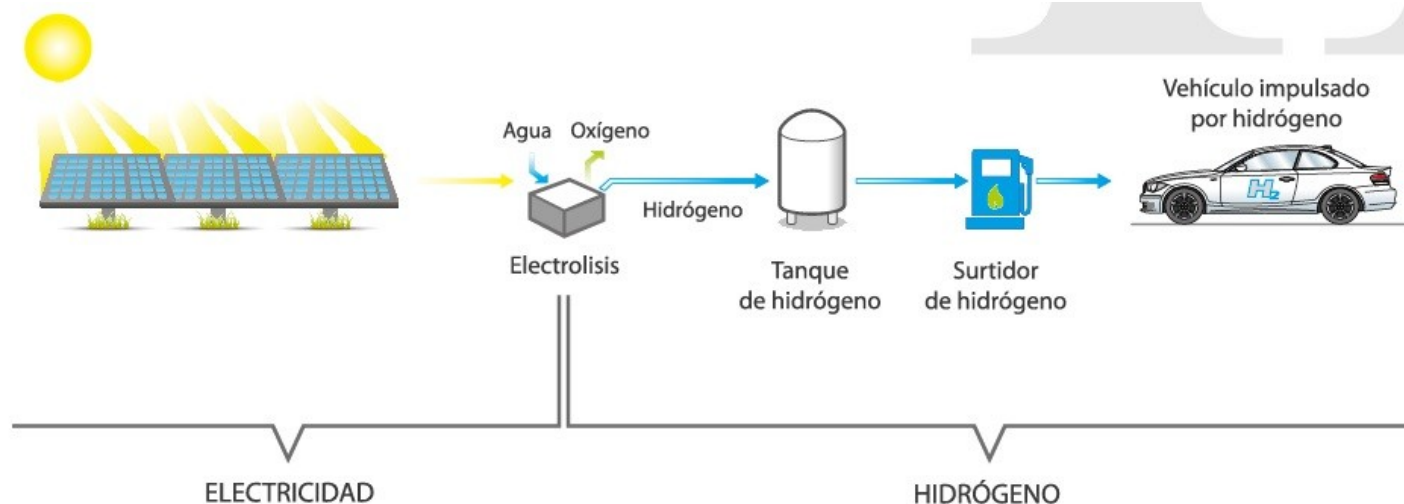 Vehículo impulsado
por hidrógeno
Agua
Oxígeno
H2
Hidrógeno
Electrolisis
Tanque
de hidrógeno
Surtidor
de hidrógeno
ELECTRICIDAD
HIDRÓGENO